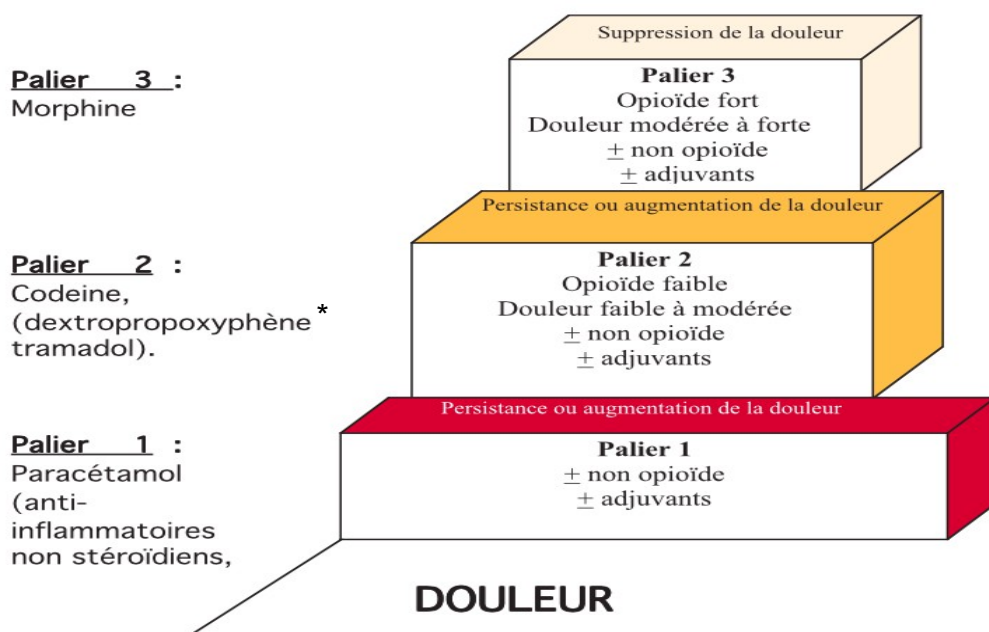 Suppression de la douleur
Palier 3 :
Morphine
Palier 3
Opioïde fort
Douleur modérée à forte
± non opioïde
± adjuvants
Persistance ou augmentation de la douleur
Palier 2 :
Codeine,
(dextropropoxyphène *
tramadol).
Palier 2
Opioïde faible
Douleur faible à modérée
± non opioïde
± adjuvants
Persistance ou augmentation de la douleur
Palier 1 :
Paracétamol
(anti-
inflammatoires
non stéroïdiens,
Palier 1
± non opioïde
± adjuvants
DOULEUR